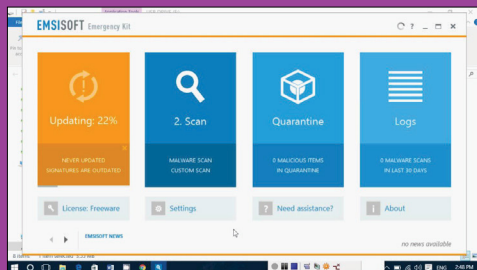 EMSISOFT Emergency Kit
Updating: 22%
NEVER UPDATED
SIGNATURES ARE OUTDATED
2. Scan
MALWARE SCAN
CUSTOM SCAN
Quarantine
0 MALICIOUS ITEMS
IN QUARANTINE
Logs
0 MALWARE SCANS
IN LAST 30 DAYS
License: Freeware
Settings
Need assistance?
About
EMSISOFT NEWS
no news available
ENG 2:48 PM